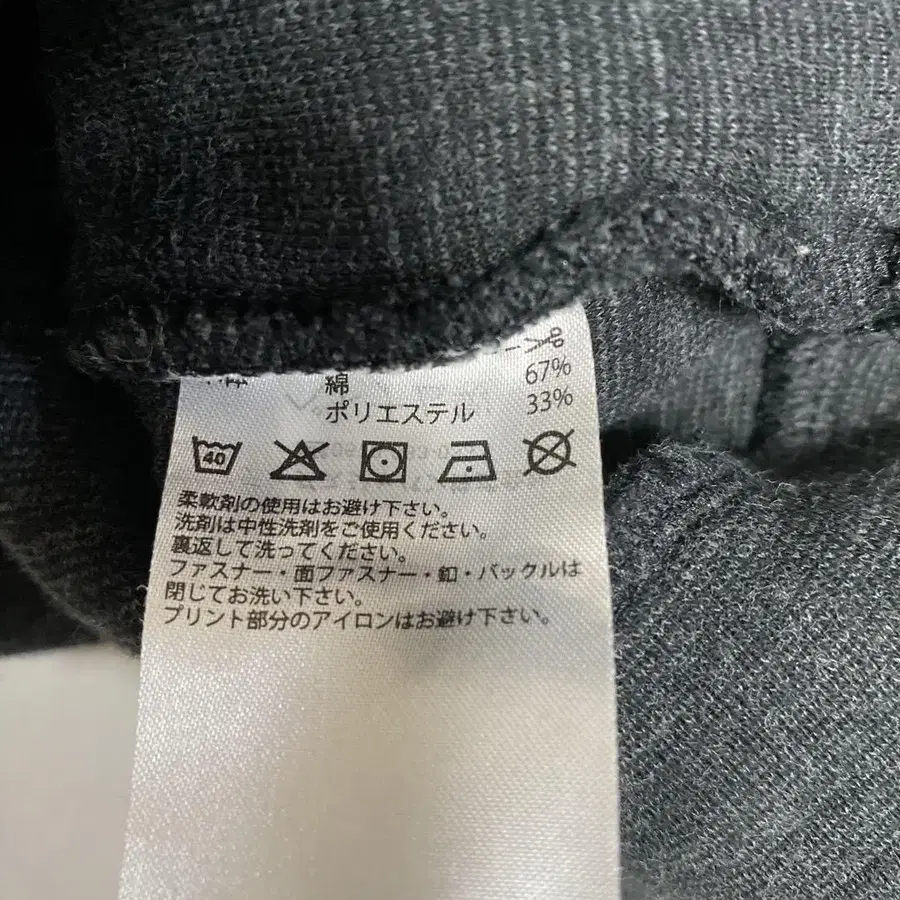 綿 67%
ポリエステル 33%
40
柔軟剤の使用はお避け下さい。
洗剤は中性洗剤をご使用ください。
裏返して洗ってください。
ファスナー・面ファスナー・釦・バックルは
閉じてお洗い下さい。
プリント部分のアイロンはお避け下さい。